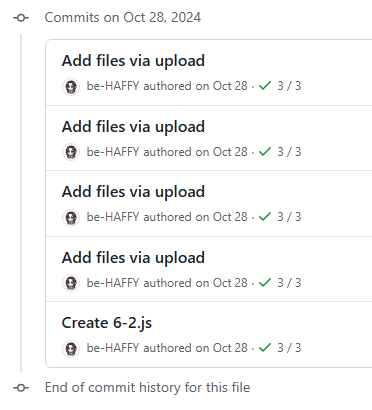 Commits on Oct 28, 2024
Add files via upload
be-HAFFY authored on Oct 28 · ✓ 3 / 3
Add files via upload
be-HAFFY authored on Oct 28 · ✓ 3 / 3
Add files via upload
be-HAFFY authored on Oct 28 · ✓ 3 / 3
Add files via upload
be-HAFFY authored on Oct 28 · ✓ 3 / 3
Create 6-2.js
be-HAFFY authored on Oct 28 · ✓ 3 / 3
End of commit history for this file